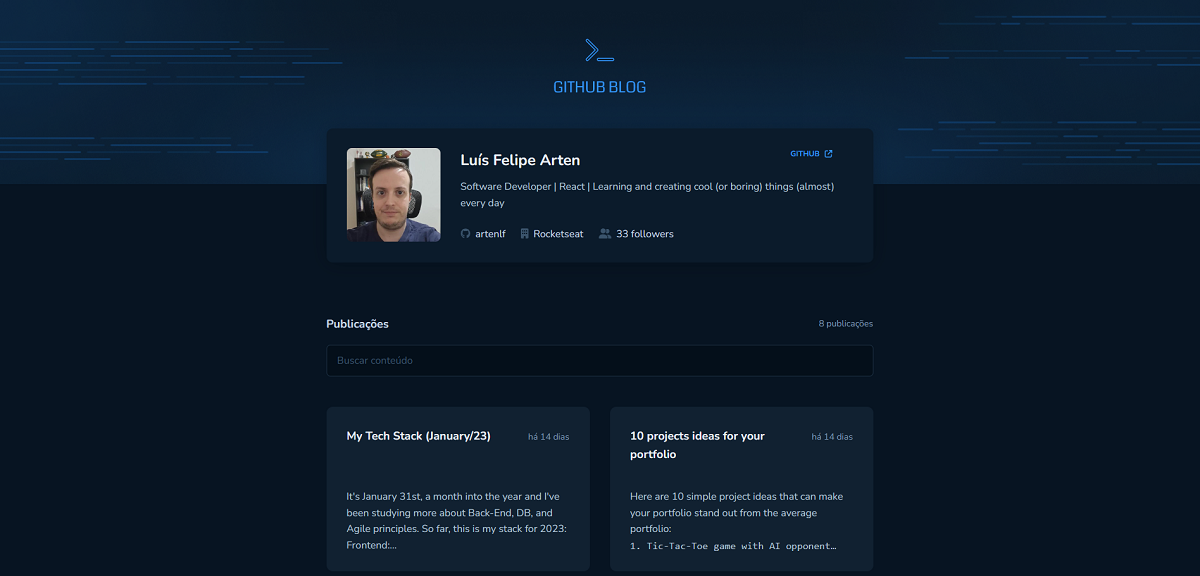 GITHUB BLOG
Luís Felipe Arten
GITHUB
Software Developer | React | Learning and creating cool (or boring) things (almost)
every day
artenlf Rocketseat 33 followers
Publicações
8 publicações
Buscar conteúdo
My Tech Stack (January/23)
há 14 dias
It's January 31st, a month into the year and I've
been studying more about Back-End, DB, and
Agile principles. So far, this is my stack for 2023:
Frontend:...
10 projects ideas for your
portfolio
há 14 dias
Here are 10 simple project ideas that can make
your portfolio stand out from the average
portfolio:
1. Tic-Tac-Toe game with AI opponent…